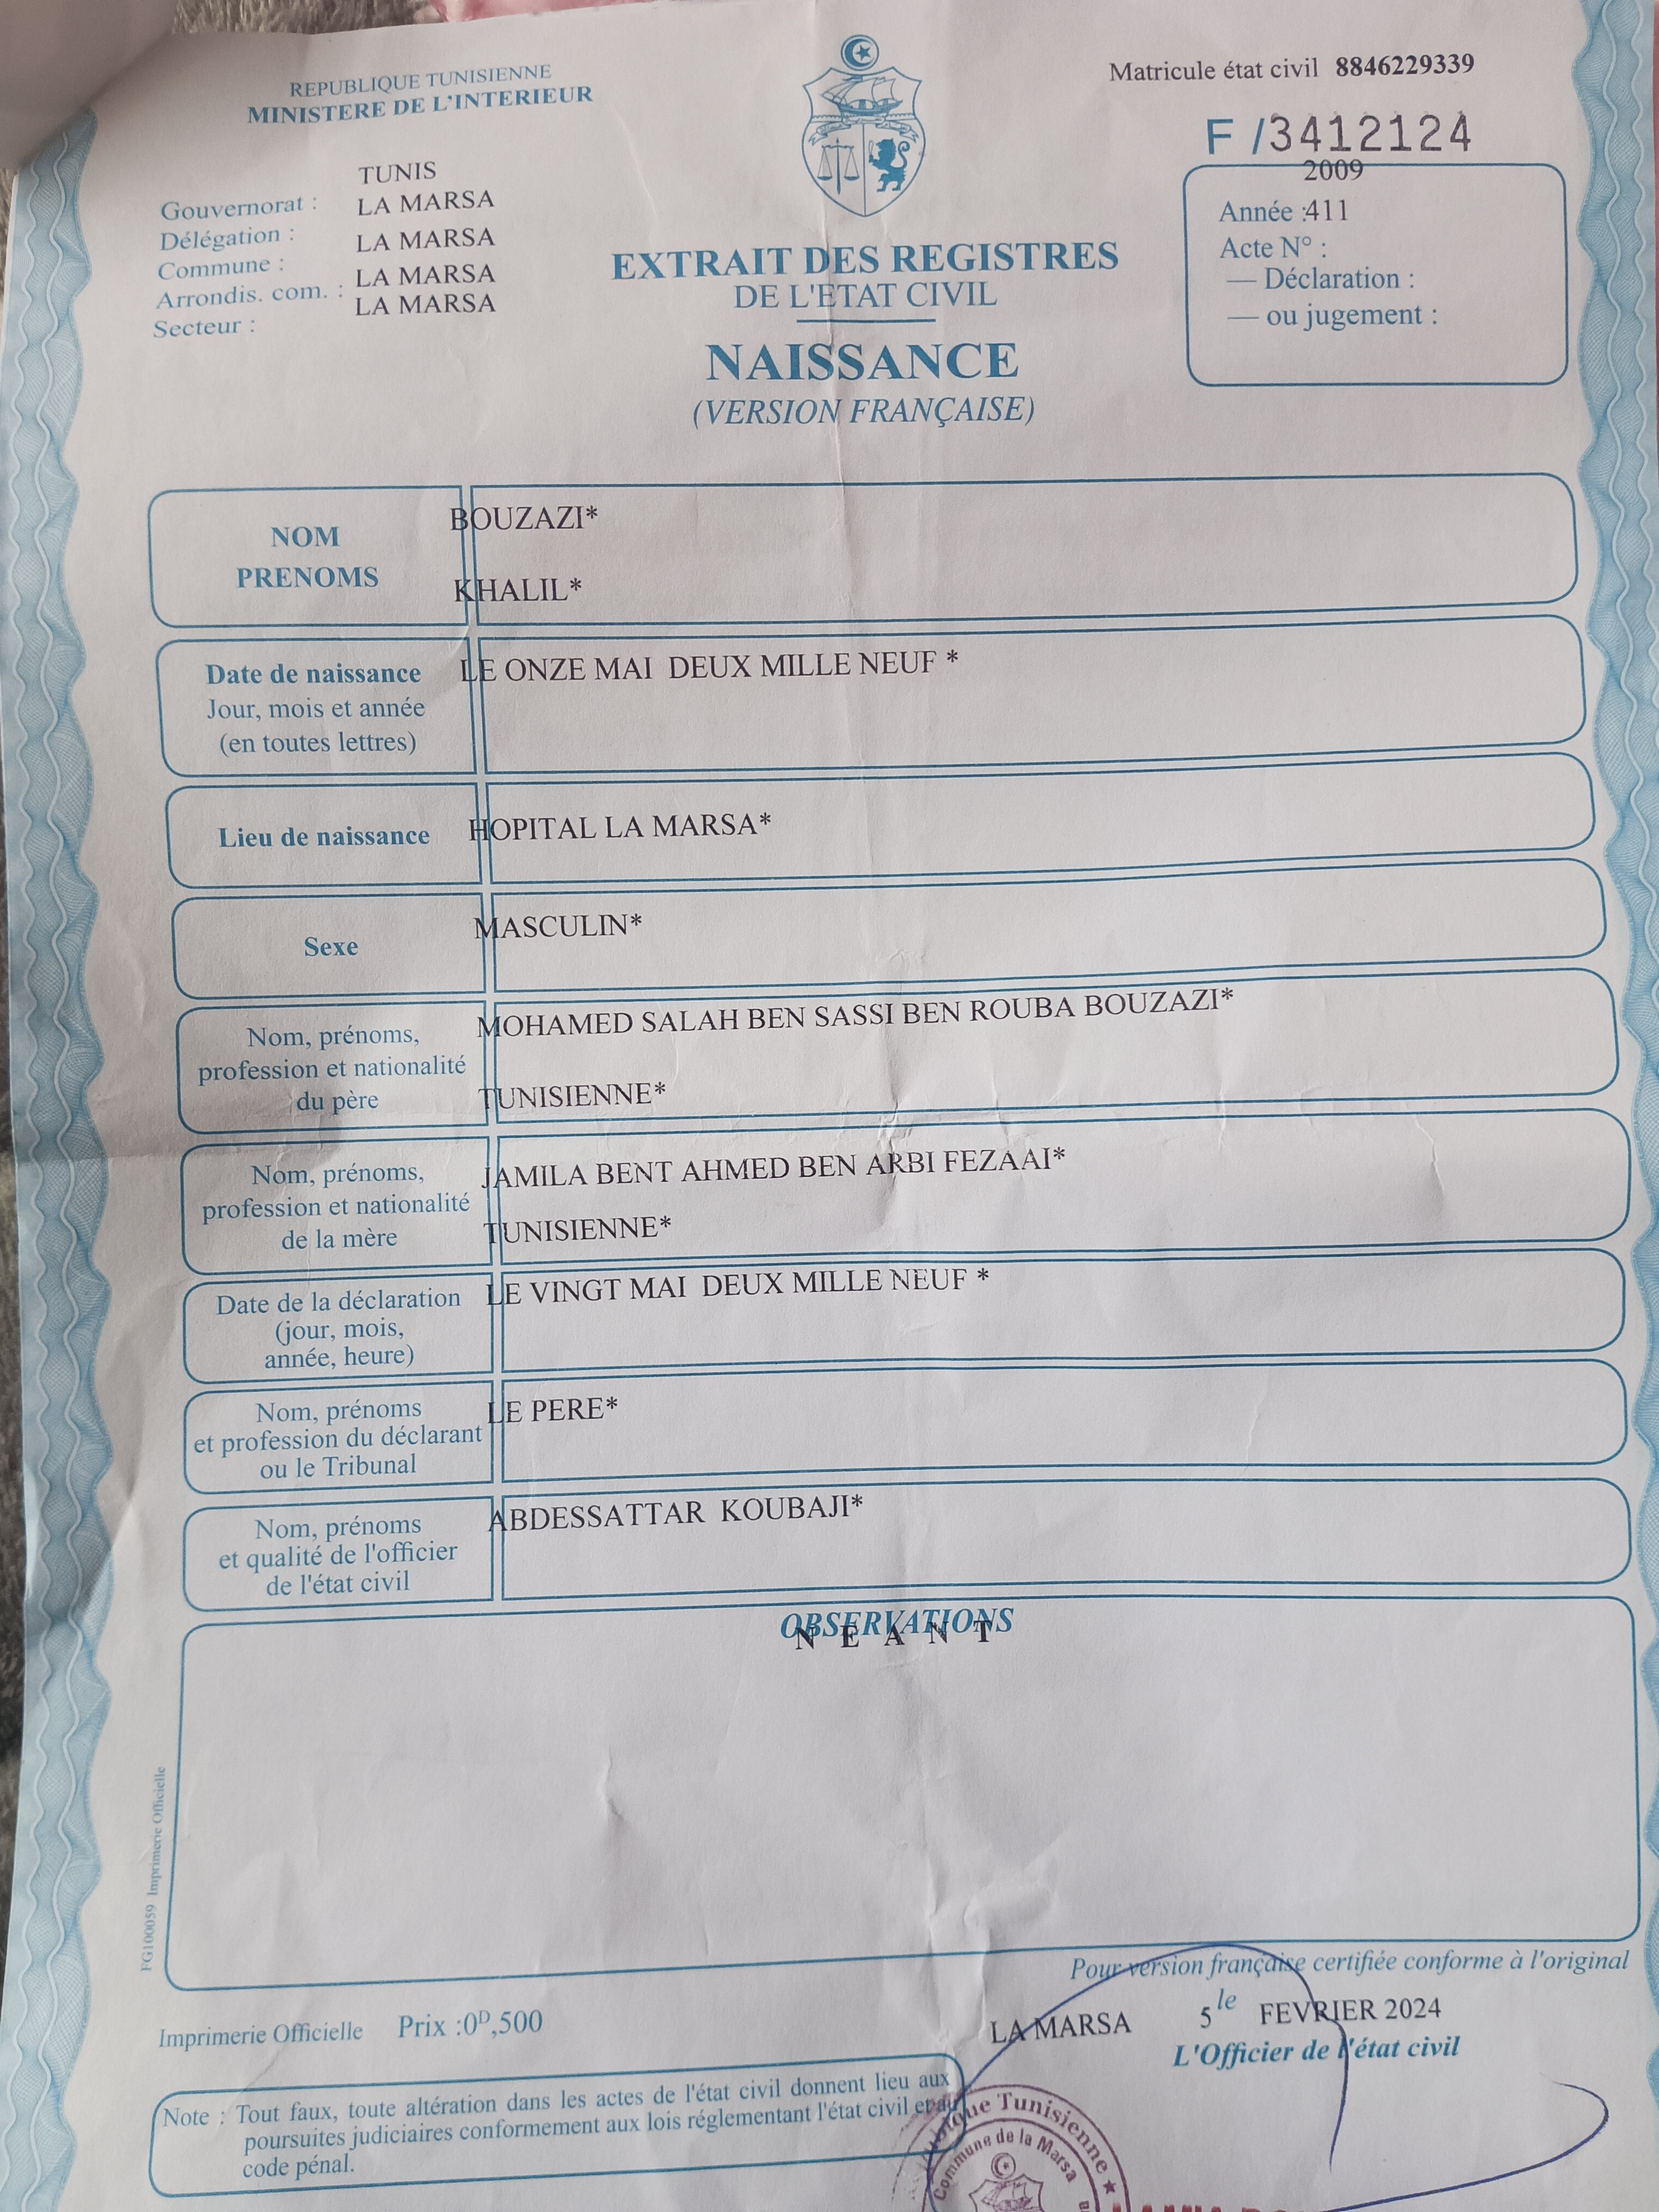 REPUBLIQUE TUNISIENNE
MINISTERE DE L'INTERIEUR
Matricule état civil 8846229339
F /3412124
2009
Année :411
Acte N° :
— Déclaration :
— ou jugement :
TUNIS
Gouvernorat : LA MARSA
Délégation : LA MARSA
Commune : LA MARSA
Arrondis. com. : LA MARSA
Secteur :
EXTRAIT DES REGISTRES
DE L'ETAT CIVIL
NAISSANCE
(VERSION FRANÇAISE)
NOM BOUZAZI*
PRENOMS KHALIL*
Date de naissance LE ONZE MAI DEUX MILLE NEUF *
Jour, mois et année
(en toutes lettres)
Lieu de naissance HOPITAL LA MARSA*
Sexe MASCULIN*
Nom, prénoms, MOHAMED SALAH BEN SASSI BEN ROUBA BOUZAZI*
profession et nationalité
du père TUNISIENNE*
Nom, prénoms, JAMILA BENT AHMED BEN ARBI FEZAAI*
profession et nationalité
de la mère TUNISIENNE*
Date de la déclaration LE VINGT MAI DEUX MILLE NEUF *
(jour, mois,
année, heure)
Nom, prénoms LE PERE*
et profession du déclarant
ou le Tribunal
Nom, prénoms ABDESSATTAR KOUBAJI*
et qualité de l'officier
de l'état civil
OBSERVATIONS
N E A N T
FG100059 Imprimerie Officielle
Pour version française certifiée conforme à l'original
Imprimerie Officielle Prix :0ᴰ,500
LA MARSA 5 le FEVRIER 2024
L'Officier de l'état civil
Note : Tout faux, toute altération dans les actes de l'état civil donnent lieu aux
poursuites judiciaires conformement aux lois réglementant l'état civil et au
code pénal.
Tunisienne ★
Commune de la Marsa